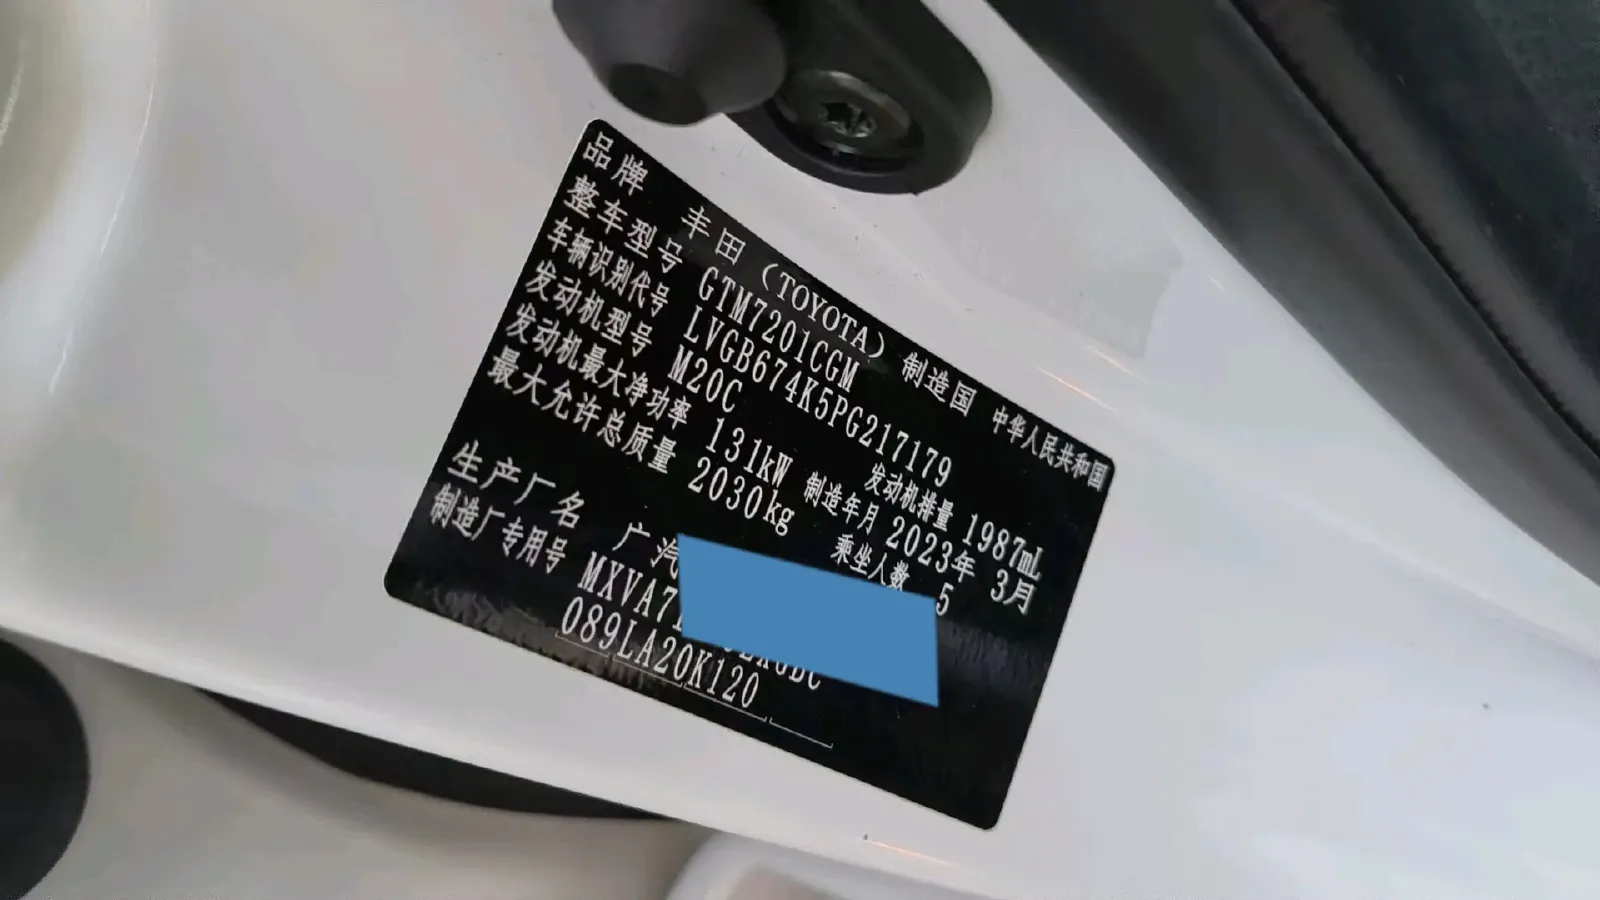 品牌 丰田（TOYOTA）制造国 中华人民共和国
整车型号 GTM7201CGM
车辆识别代号 LVGB674K5PG217179
发动机型号 M20C 发动机排量 1987mL
发动机最大净功率 131kW 制造年月 2023年 3月
最大允许总质量 2030kg 乘坐人数 5
生产厂名 广汽
制造厂专用号 MXVA71
089LA20K120